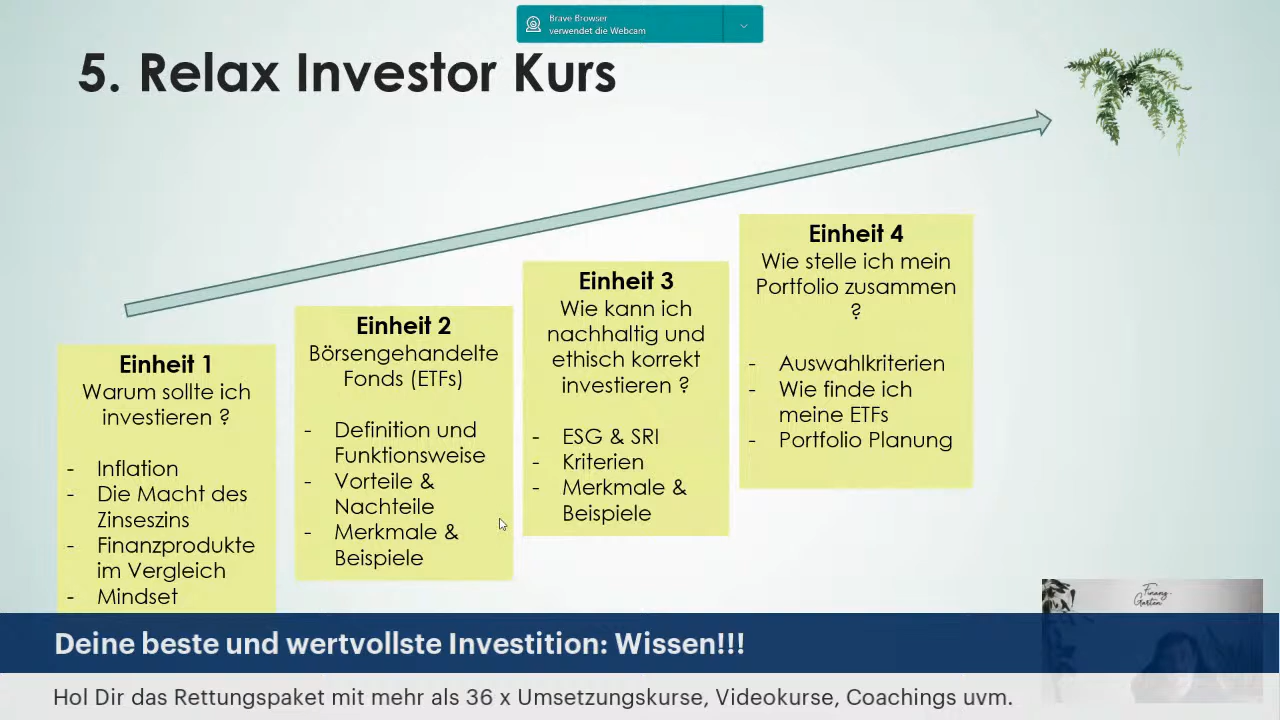 Brave Browser
verwendet die Webcam
5. Relax Investor Kurs
Einheit 1
Warum sollte ich
investieren ?
- Inflation
- Die Macht des
Zinseszins
- Finanzprodukte
im Vergleich
- Mindset
Einheit 2
Börsengehandelte
Fonds (ETFs)
- Definition und
Funktionsweise
- Vorteile &
Nachteile
- Merkmale &
Beispiele
Einheit 3
Wie kann ich
nachhaltig und
ethisch korrekt
investieren ?
- ESG & SRI
- Kriterien
- Merkmale &
Beispiele
Einheit 4
Wie stelle ich mein
Portfolio zusammen
?
- Auswahlkriterien
- Wie finde ich
meine ETFs
- Portfolio Planung
Finanz
Garten
Deine beste und wertvollste Investition: Wissen!!!
Hol Dir das Rettungspaket mit mehr als 36 x Umsetzungskurse, Videokurse, Coachings uvm.